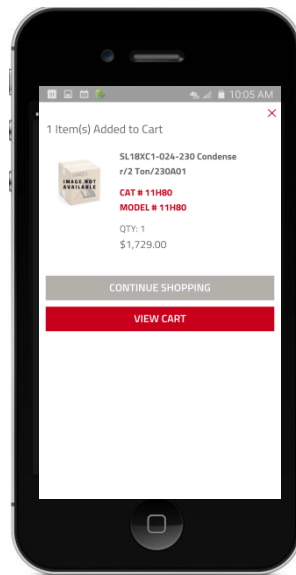 10:05 AM
1 Item(s) Added to Cart
SL18XC1-024-230 Condense
r/2 Ton/230A01
IMAGE NOT
AVAILABLE
CAT # 11H80
MODEL # 11H80
QTY: 1
$1,729.00
CONTINUE SHOPPING
VIEW CART